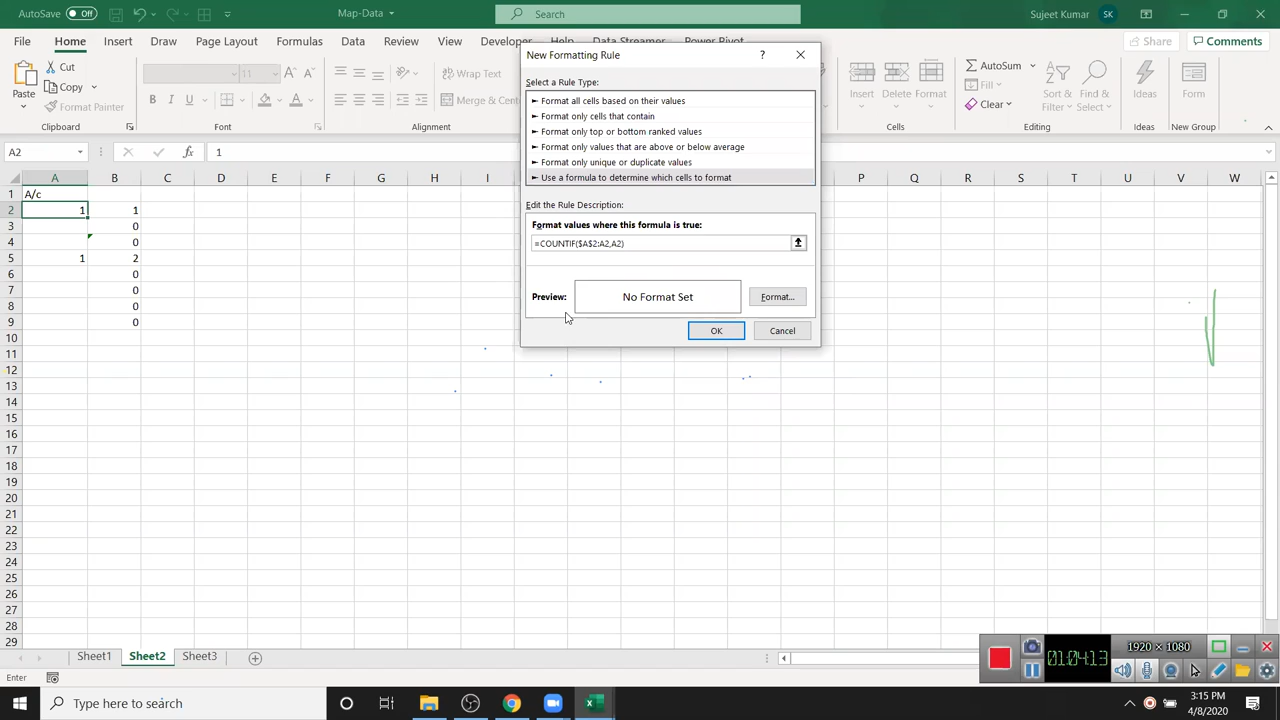 AutoSave Off Map-Data Search Sujeet Kumar SK
File Home Insert Draw Page Layout Formulas Data Review View Developer Data Streamer Power Pivot Share Comments
Paste Cut Copy Format Painter Clipboard
11 B I U Font
Wrap Text Merge & Cen Alignment
Insert Delete Format Cells
AutoSum Fill Clear Sort & Filter Find & Select Editing
Ideas Ideas
Form New Group
A2 fx 1
A B C D E F G H I P Q R S T U V W
1 A/c
2 1 1
3 0
4 0
5 1 2
6 0
7 0
8 0
9 0
10
11
12
13
14
15
16
17
18
19
20
21
22
23
24
25
26
27
28
29
New Formatting Rule ?
Select a Rule Type:
► Format all cells based on their values
► Format only cells that contain
► Format only top or bottom ranked values
► Format only values that are above or below average
► Format only unique or duplicate values
► Use a formula to determine which cells to format
Edit the Rule Description:
Format values where this formula is true:
=COUNTIF($A$2:A2,A2)
Preview: No Format Set Format...
OK Cancel
Sheet1 Sheet2 Sheet3
Enter
1920 × 1080
01:04:13
Type here to search
3:15 PM
4/8/2020